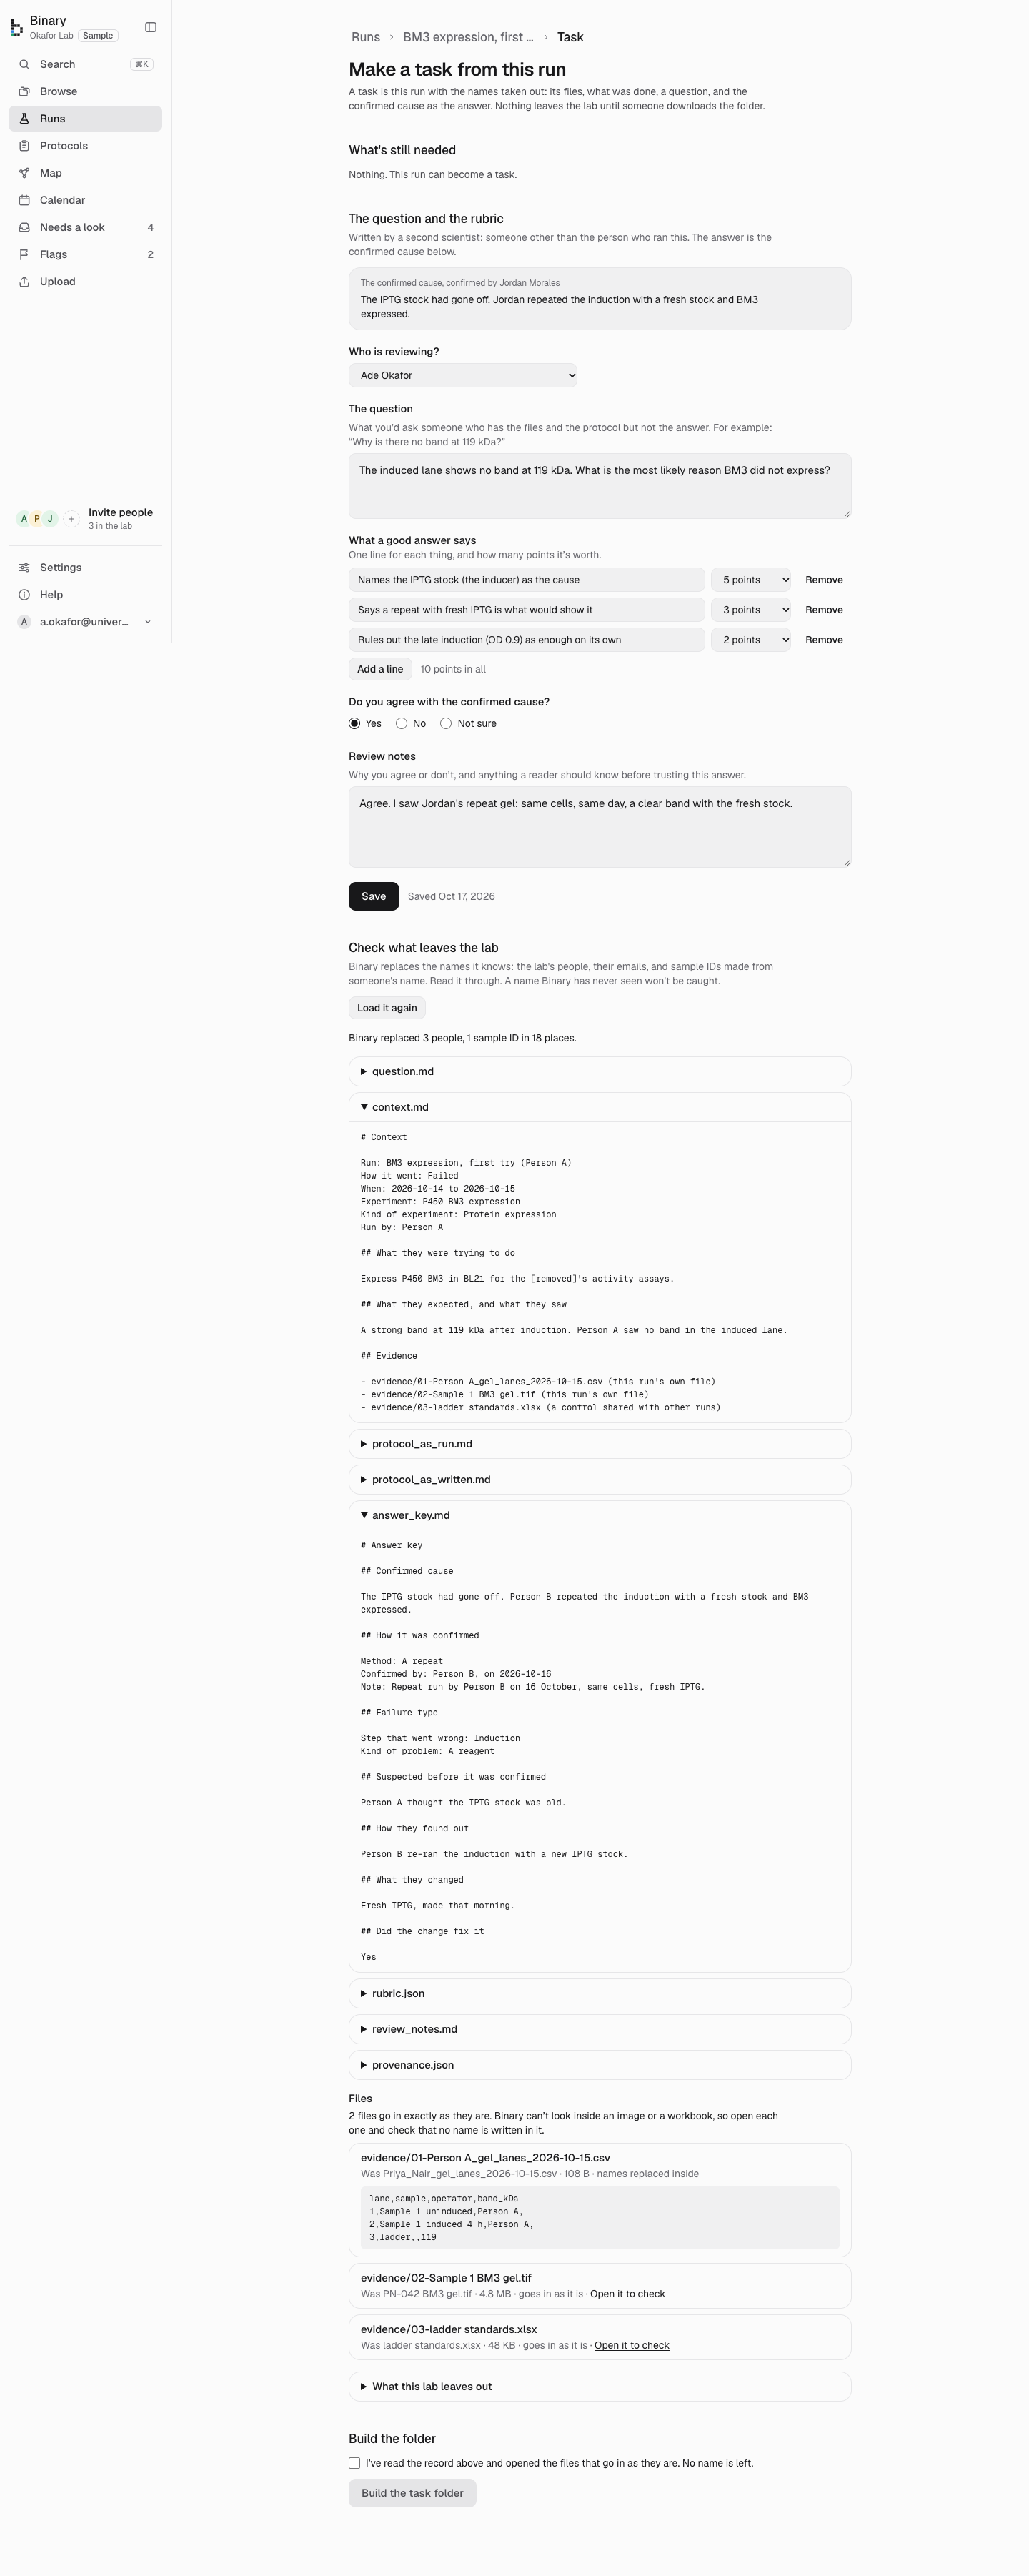 Binary
Okafor Lab Sample
Search ⌘K
Browse
Runs
Protocols
Map
Calendar
Needs a look 4
Flags 2
Upload
A P J + Invite people
3 in the lab
Settings
Help
A a.okafor@univer...
Runs › BM3 expression, first ... › Task
Make a task from this run
A task is this run with the names taken out: its files, what was done, a question, and the
confirmed cause as the answer. Nothing leaves the lab until someone downloads the folder.
What's still needed
Nothing. This run can become a task.
The question and the rubric
Written by a second scientist: someone other than the person who ran this. The answer is the
confirmed cause below.
The confirmed cause, confirmed by Jordan Morales
The IPTG stock had gone off. Jordan repeated the induction with a fresh stock and BM3
expressed.
Who is reviewing?
Ade Okafor
The question
What you'd ask someone who has the files and the protocol but not the answer. For example:
“Why is there no band at 119 kDa?”
The induced lane shows no band at 119 kDa. What is the most likely reason BM3 did not express?
What a good answer says
One line for each thing, and how many points it's worth.
Names the IPTG stock (the inducer) as the cause 5 points Remove
Says a repeat with fresh IPTG is what would show it 3 points Remove
Rules out the late induction (OD 0.9) as enough on its own 2 points Remove
Add a line 10 points in all
Do you agree with the confirmed cause?
Yes No Not sure
Review notes
Why you agree or don't, and anything a reader should know before trusting this answer.
Agree. I saw Jordan's repeat gel: same cells, same day, a clear band with the fresh stock.
Save Saved Oct 17, 2026
Check what leaves the lab
Binary replaces the names it knows: the lab's people, their emails, and sample IDs made from
someone's name. Read it through. A name Binary has never seen won't be caught.
Load it again
Binary replaced 3 people, 1 sample ID in 18 places.
question.md
context.md
# Context
Run: BM3 expression, first try (Person A)
How it went: Failed
When: 2026-10-14 to 2026-10-15
Experiment: P450 BM3 expression
Kind of experiment: Protein expression
Run by: Person A
## What they were trying to do
Express P450 BM3 in BL21 for the [removed]'s activity assays.
## What they expected, and what they saw
A strong band at 119 kDa after induction. Person A saw no band in the induced lane.
## Evidence
- evidence/01-Person A_gel_lanes_2026-10-15.csv (this run's own file)
- evidence/02-Sample 1 BM3 gel.tif (this run's own file)
- evidence/03-ladder standards.xlsx (a control shared with other runs)
protocol_as_run.md
protocol_as_written.md
answer_key.md
# Answer key
## Confirmed cause
The IPTG stock had gone off. Person B repeated the induction with a fresh stock and BM3
expressed.
## How it was confirmed
Method: A repeat
Confirmed by: Person B, on 2026-10-16
Note: Repeat run by Person B on 16 October, same cells, fresh IPTG.
## Failure type
Step that went wrong: Induction
Kind of problem: A reagent
## Suspected before it was confirmed
Person A thought the IPTG stock was old.
## How they found out
Person B re-ran the induction with a new IPTG stock.
## What they changed
Fresh IPTG, made that morning.
## Did the change fix it
Yes
rubric.json
review_notes.md
provenance.json
Files
2 files go in exactly as they are. Binary can't look inside an image or a workbook, so open each
one and check that no name is written in it.
evidence/01-Person A_gel_lanes_2026-10-15.csv
Was Priya_Nair_gel_lanes_2026-10-15.csv · 108 B · names replaced inside
lane,sample,operator,band_kDa
1,Sample 1 uninduced,Person A,
2,Sample 1 induced 4 h,Person A,
3,ladder,,119
evidence/02-Sample 1 BM3 gel.tif
Was PN-042 BM3 gel.tif · 4.8 MB · goes in as it is · Open it to check
evidence/03-ladder standards.xlsx
Was ladder standards.xlsx · 48 KB · goes in as it is · Open it to check
What this lab leaves out
Build the folder
I've read the record above and opened the files that go in as they are. No name is left.
Build the task folder